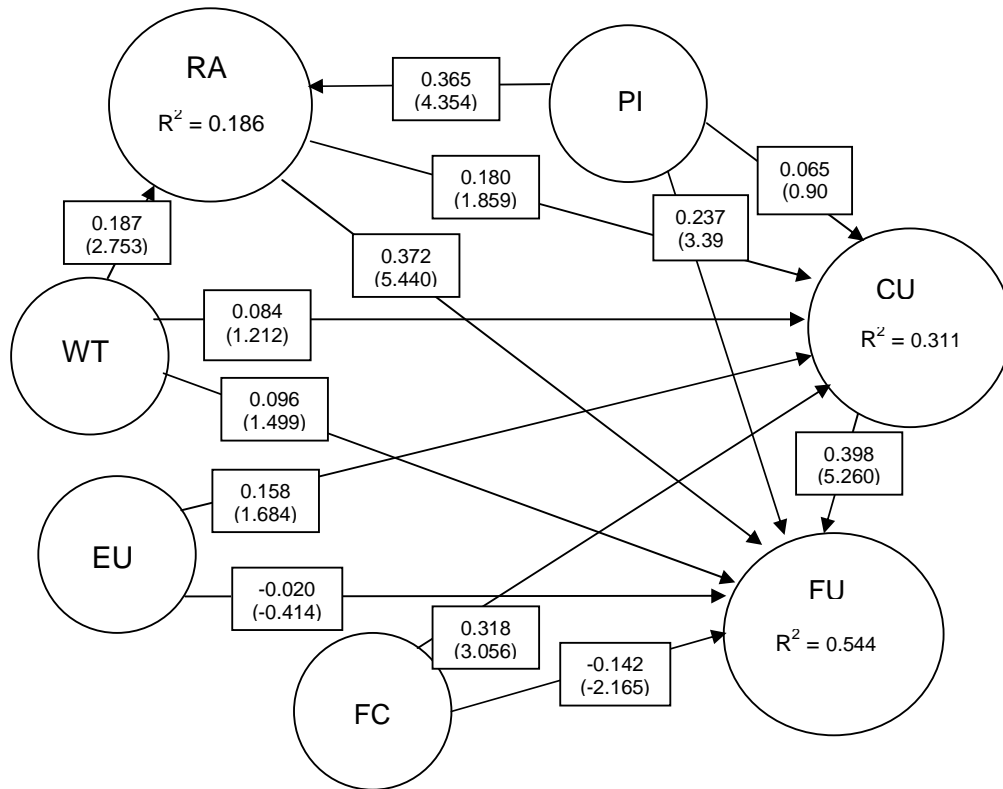 RA
R² = 0.186
PI
0.365
(4.354)
0.180
(1.859)
0.065
(0.90
0.187
(2.753)
0.237
(3.39
0.372
(5.440)
CU
R² = 0.311
WT
0.084
(1.212)
0.096
(1.499)
0.398
(5.260)
0.158
(1.684)
EU
-0.020
(-0.414)
FU
R² = 0.544
0.318
(3.056)
-0.142
(-2.165)
FC